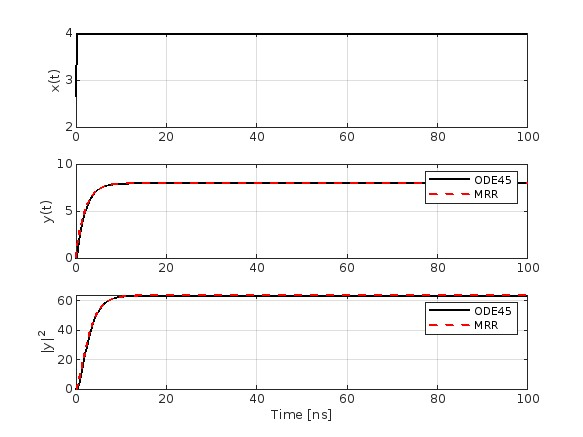 4
3
2
x(t)
0 20 40 60 80 100
10
5
0
y(t)
ODE45
MRR
0 20 40 60 80 100
60
40
20
0
|y|²
ODE45
MRR
0 20 40 60 80 100
Time [ns]